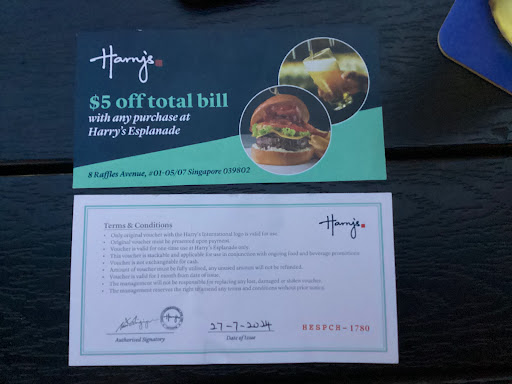 Harry's
$5 off total bill
with any purchase at
Harry's Esplanade
8 Raffles Avenue, #01-05/07 Singapore 039802
Harry's
Terms & Conditions
• Only original voucher with the Harry's International logo is valid for use.
• Original voucher must be presented upon payment.
• Voucher is valid for one-time use at Harry's Esplanade only.
• This voucher is stackable and applicable for use in conjunction with ongoing food and beverage promotions.
• Voucher is not exchangeable for cash.
• Amount of voucher must be fully utilised, any unused amount will not be refunded.
• Voucher is valid for 1 month from date of issue.
• The management will not be responsible for replacing any lost, damaged or stolen voucher.
• The management reserves the right to amend any terms and conditions without prior notice.
27-7-2024
HESPCH-1780
Authorised Signatory
Date of Issue